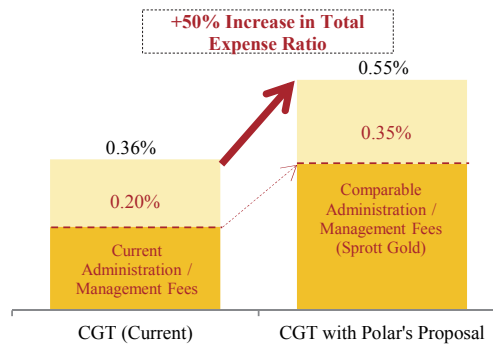 +50% Increase in Total
Expense Ratio
0.55%
0.36%
0.35%
0.20%
Comparable
Administration /
Management Fees
(Sprott Gold)
Current
Administration /
Management Fees
CGT (Current)
CGT with Polar's Proposal